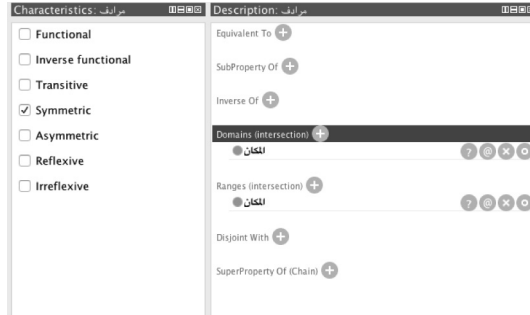 Characteristics: مرادف
Functional
Inverse functional
Transitive
Symmetric
Asymmetric
Reflexive
Irreflexive
Description: مرادف
Equivalent To
SubProperty Of
Inverse Of
Domains (intersection)
المكان
Ranges (intersection)
المكان
Disjoint With
SuperProperty Of (Chain)